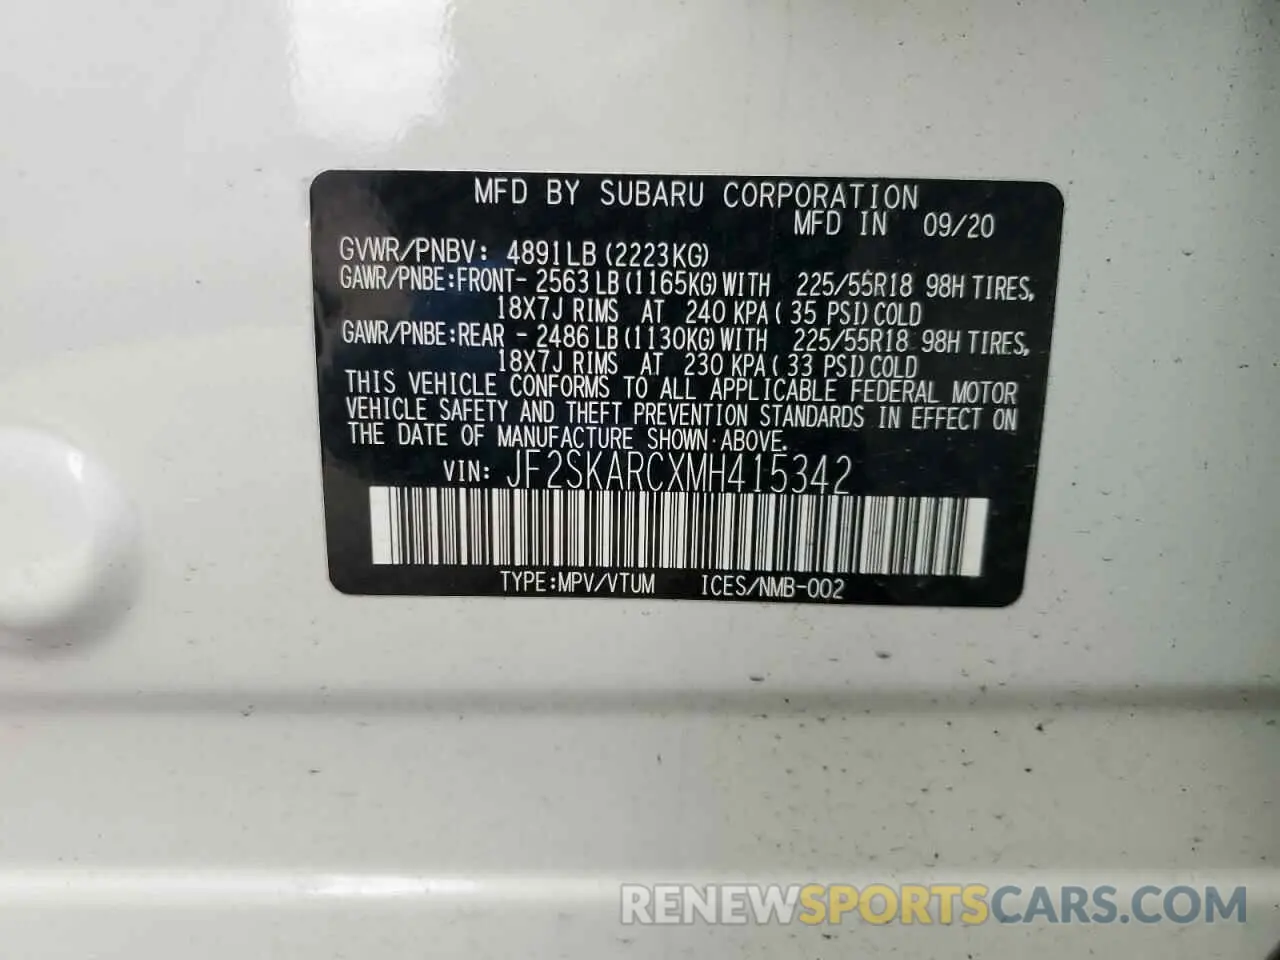 MFD BY SUBARU CORPORATION
MFD IN 09/20
GVWR/PNBV: 4891LB (2223KG)
GAWR/PNBE:FRONT- 2563LB (1165KG) WITH 225/55R18 98H TIRES,
18X7J RIMS AT 240 KPA ( 35 PSI) COLD
GAWR/PNBE:REAR - 2486LB (1130KG) WITH 225/55R18 98H TIRES,
18X7J RIMS AT 230 KPA ( 33 PSI) COLD
THIS VEHICLE CONFORMS TO ALL APPLICABLE FEDERAL MOTOR
VEHICLE SAFETY AND THEFT PREVENTION STANDARDS IN EFFECT ON
THE DATE OF MANUFACTURE SHOWN ABOVE.
VIN: JF2SKARCXMH415342
TYPE:MPV/VTUM ICES/NMB-002
RENEWSPORTSCARS.COM